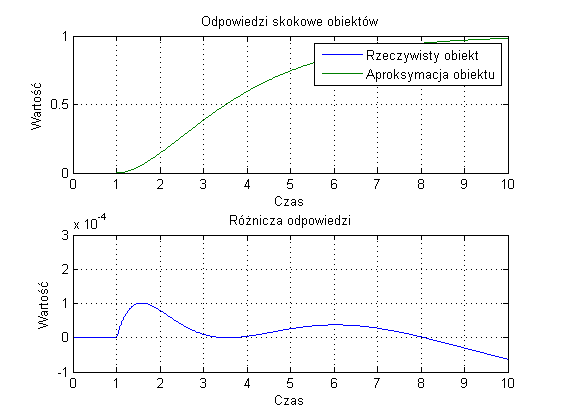 Odpowiedzi skokowe obiektów
1
0.5
0
Wartość
Rzeczywisty obiekt
Aproksymacja obiektu
0 1 2 3 4 5 6 7 8 9 10
Czas
Różnicza odpowiedzi
x 10-4
3
2
1
0
-1
Wartość
0 1 2 3 4 5 6 7 8 9 10
Czas